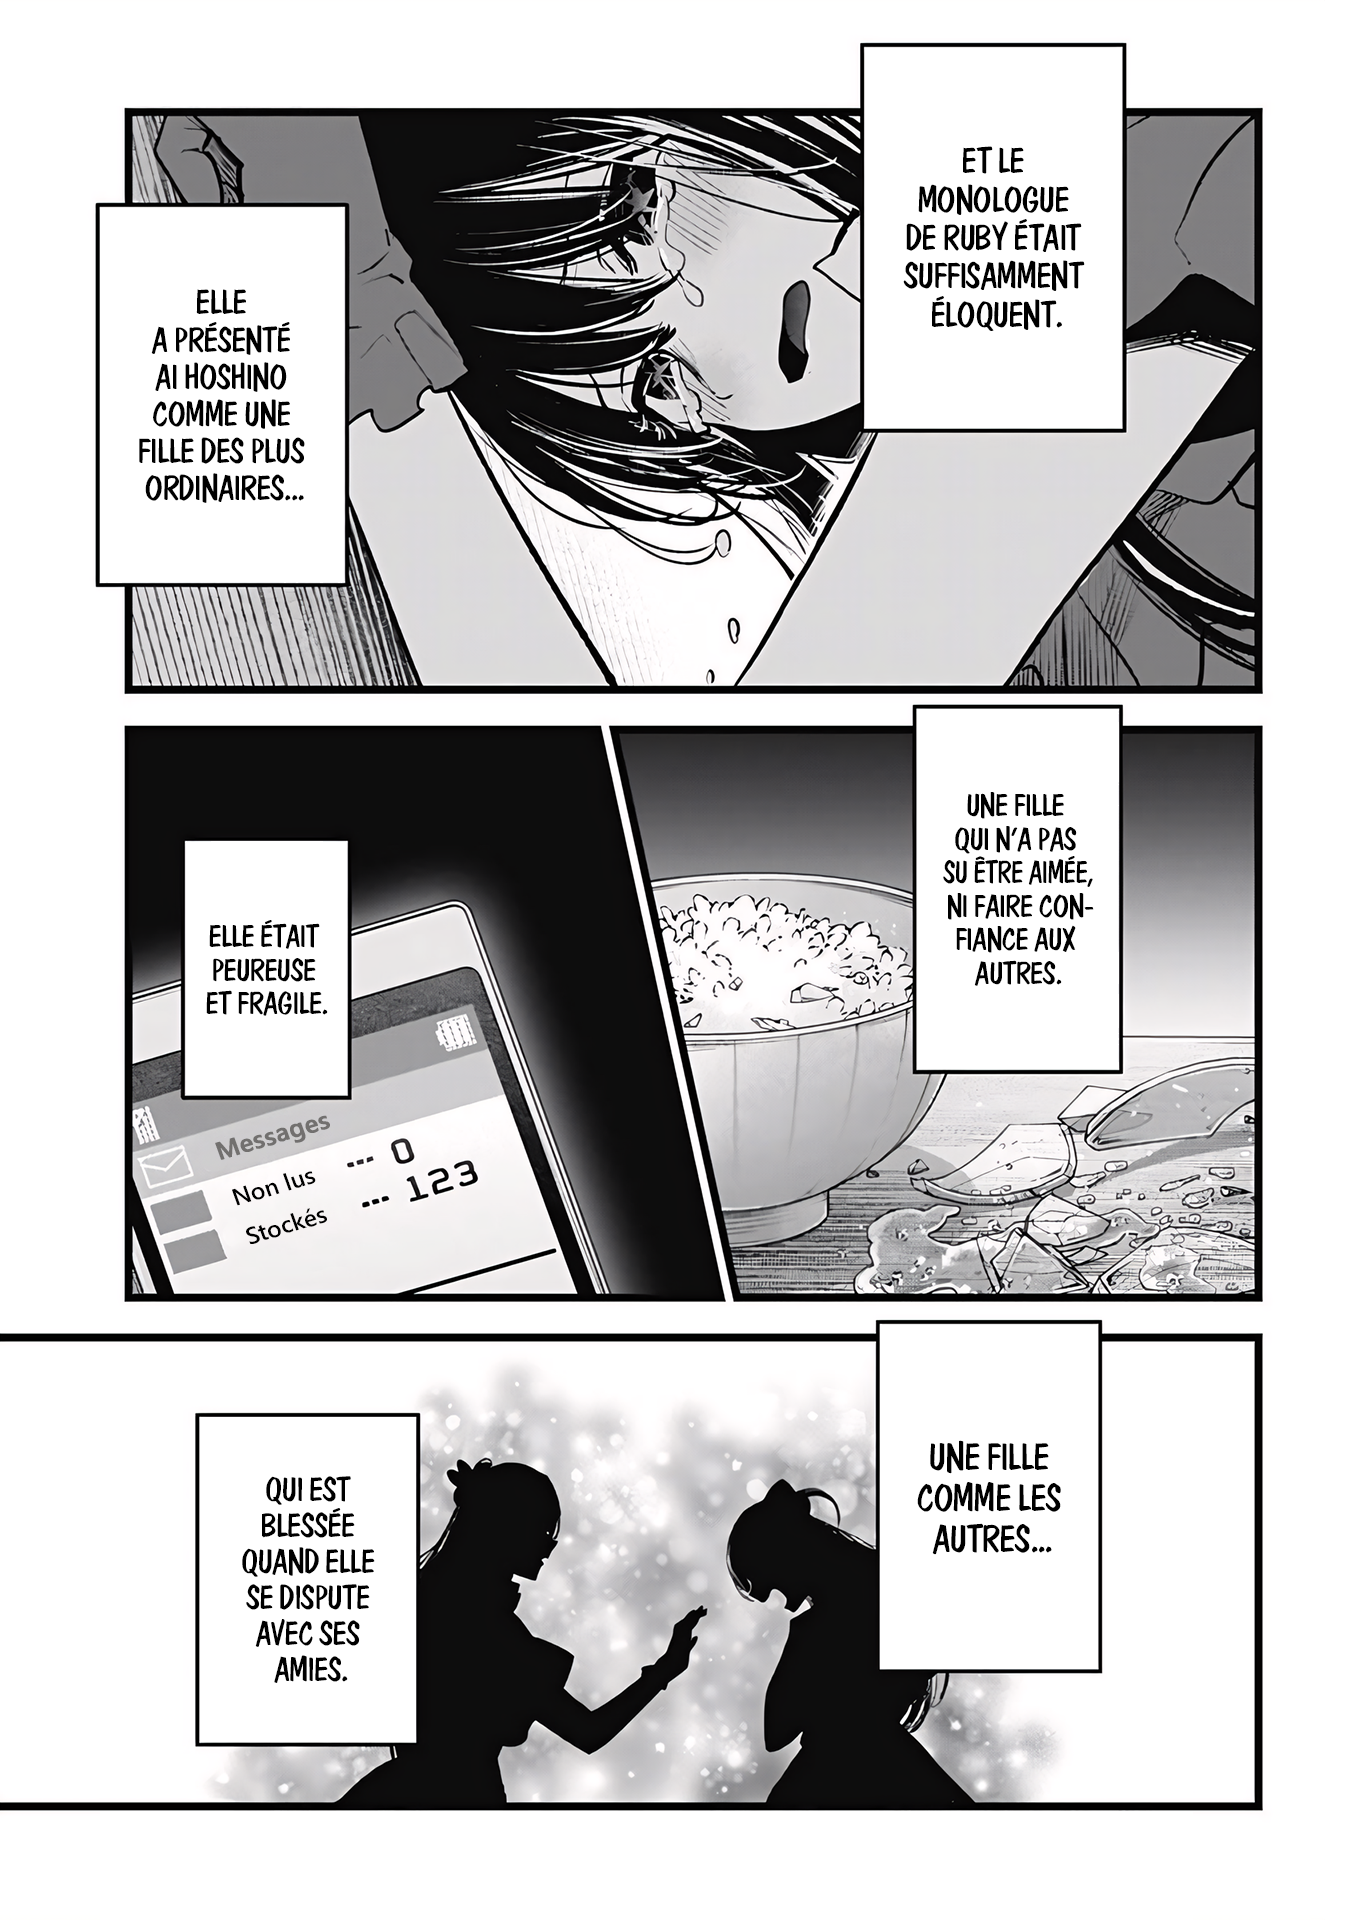 ET LE
MONOLOGUE
DE RUBY ÉTAIT
SUFFISAMMENT
ÉLOQUENT.
ELLE
A PRÉSENTÉ
AI HOSHINO
COMME UNE
FILLE DES PLUS
ORDINAIRES...
UNE FILLE
QUI N'A PAS
SU ÊTRE AIMÉE,
NI FAIRE CON-
FIANCE AUX
AUTRES.
ELLE ÉTAIT
PEUREUSE
ET FRAGILE.
Messages
Non lus --- 0
Stockés --- 123
UNE FILLE
COMME LES
AUTRES...
QUI EST
BLESSÉE
QUAND ELLE
SE DISPUTE
AVEC SES
AMIES.